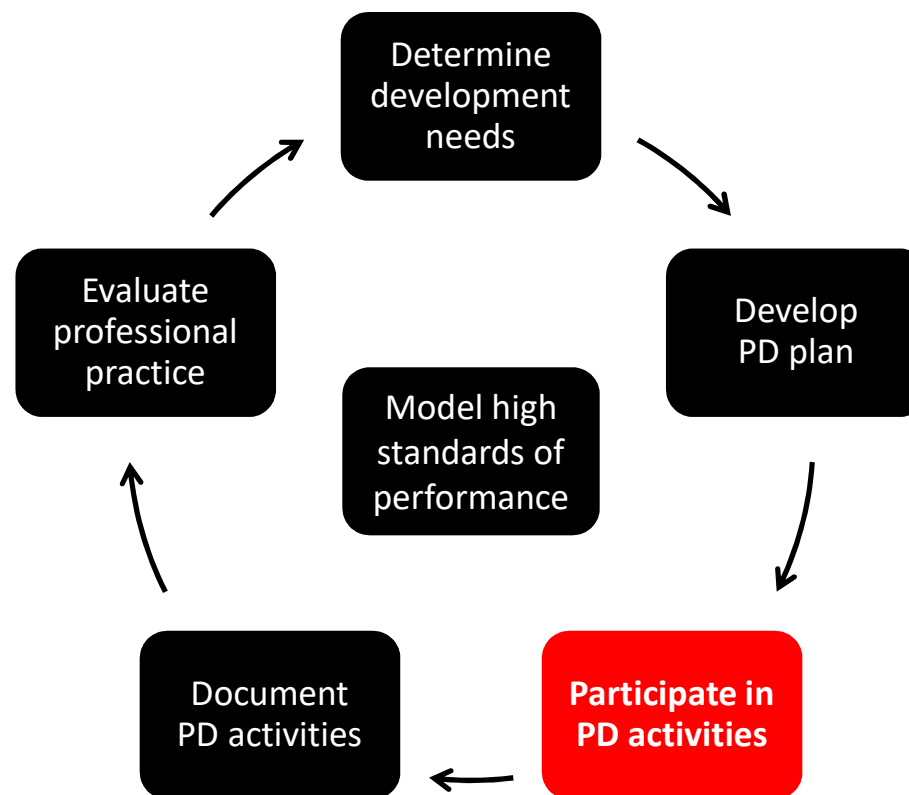 Determine
development
needs
Develop
PD plan
Participate in
PD activities
Document
PD activities
Evaluate
professional
practice
Model high
standards of
performance